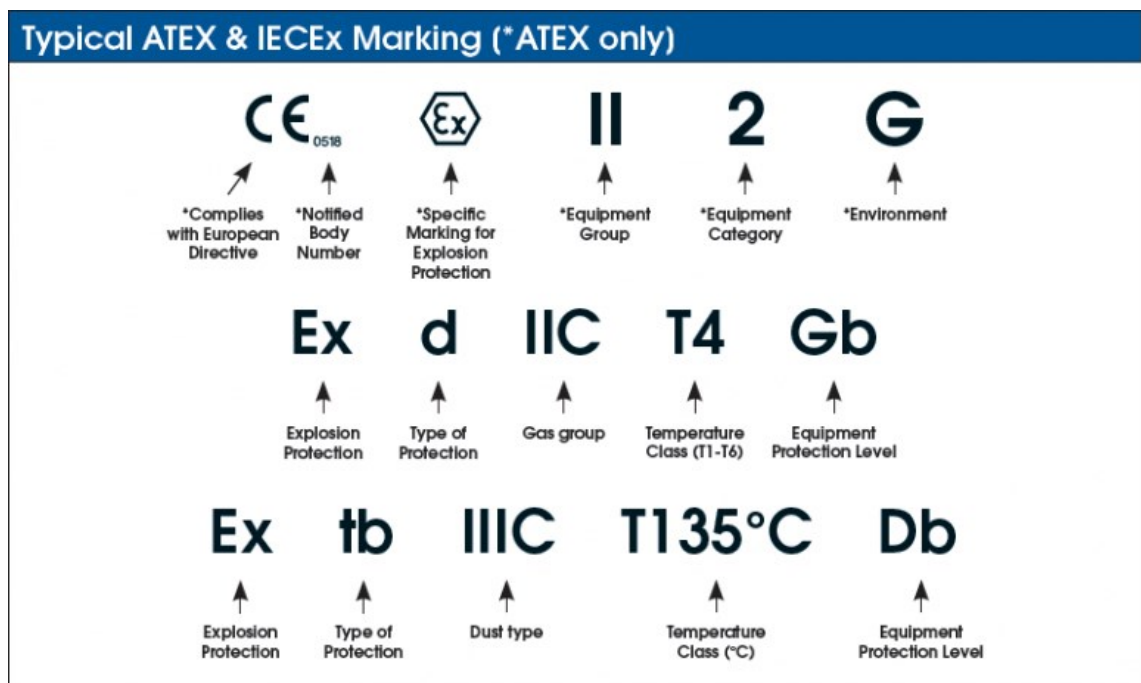 Typical ATEX & IECEx Marking (*ATEX only)
CE 0518 Ex II 2 G
*Complies with European Directive
*Notified Body Number
*Specific Marking for Explosion Protection
*Equipment Group
*Equipment Category
*Environment
Ex d IIC T4 Gb
Explosion Protection
Type of Protection
Gas group
Temperature Class (T1-T6)
Equipment Protection Level
Ex tb IIIC T135°C Db
Explosion Protection
Type of Protection
Dust type
Temperature Class (°C)
Equipment Protection Level